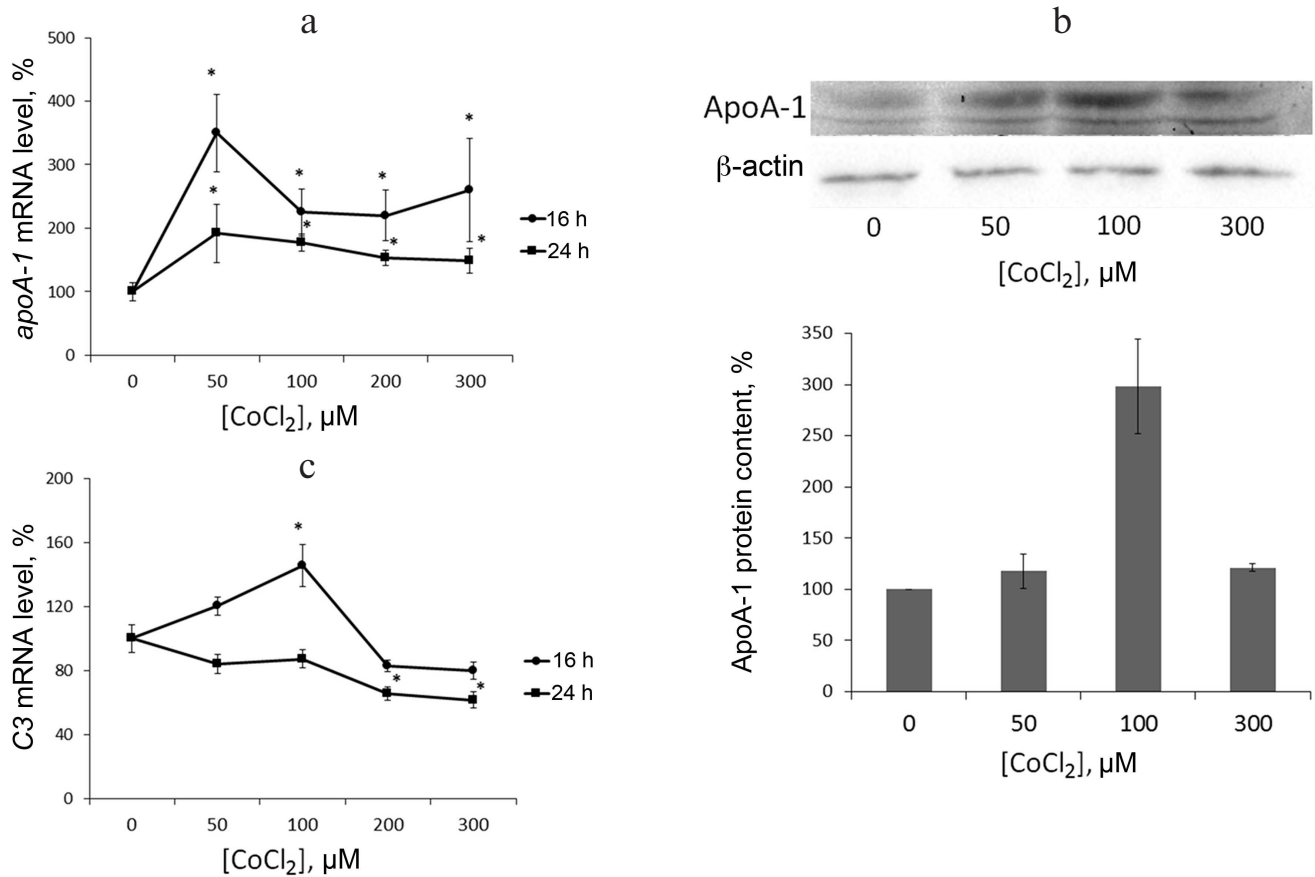 a
apoA-1 mRNA level, %
500
400
300
200
100
0
*
*
*
*
*
*
*
*
0 50 100 200 300
[CoCl₂], µM
16 h
24 h
b
ApoA-1
β-actin
0 50 100 300
[CoCl₂], µM
ApoA-1 protein content, %
350
300
250
200
150
100
50
0
0 50 100 300
[CoCl₂], µM
c
C3 mRNA level, %
200
160
120
80
40
0
*
*
*
0 50 100 200 300
[CoCl₂], µM
16 h
24 h